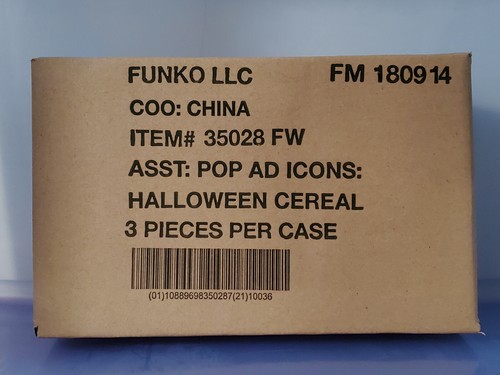 FUNKO LLC FM 180914
COO: CHINA
ITEM# 35028 FW
ASST: POP AD ICONS:
HALLOWEEN CEREAL
3 PIECES PER CASE
(01)10889698350287(21)10036